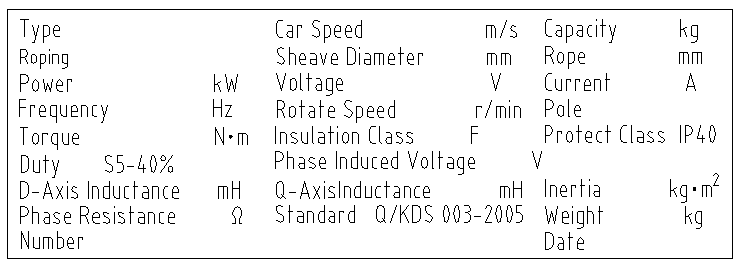 Type Car Speed m/s Capacity kg
Roping Sheave Diameter mm Rope mm
Power kW Voltage V Current A
Frequency Hz Rotate Speed r/min Pole
Torque N·m Insulation Class F Protect Class IP40
Duty S5-40% Phase Induced Voltage V
D-Axis Inductance mH Q-AxisInductance mH Inertia kg·m²
Phase Resistance Ω Standard Q/KDS 003-2005 Weight kg
Number Date